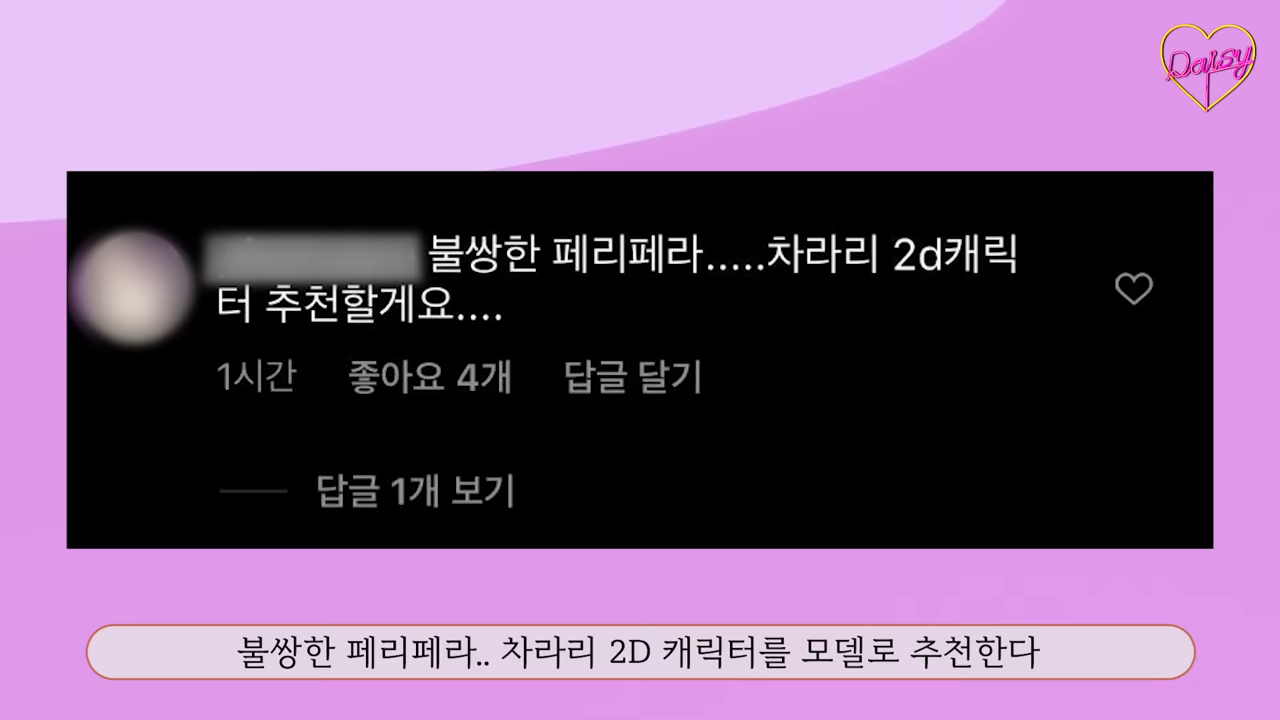 Daisy
불쌍한 페리페라.....차라리 2d캐릭
터 추천할게요....
1시간 좋아요 4개 답글 달기
답글 1개 보기
불쌍한 페리페라.. 차라리 2D 캐릭터를 모델로 추천한다